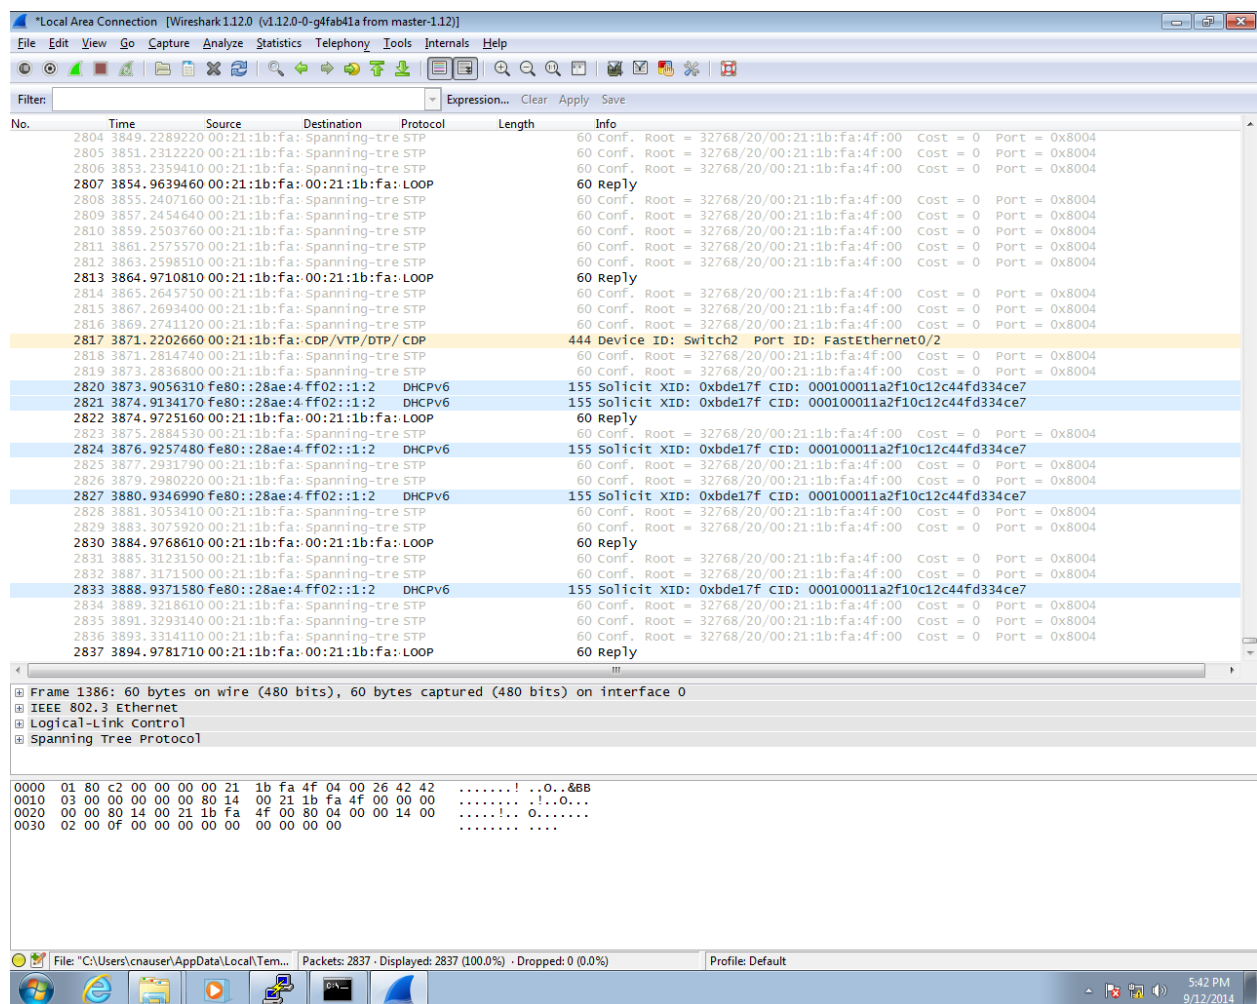 *Local Area Connection [Wireshark 1.12.0 (v1.12.0-0-g4fab41a from master-1.12)]
File Edit View Go Capture Analyze Statistics Telephony Tools Internals Help
Filter: Expression... Clear Apply Save
No. Time Source Destination Protocol Length Info
2804 3849.2289220 00:21:1b:fa: Spanning-tre STP 60 Conf. Root = 32768/20/00:21:1b:fa:4f:00 Cost = 0 Port = 0x8004
2805 3851.2312220 00:21:1b:fa: Spanning-tre STP 60 Conf. Root = 32768/20/00:21:1b:fa:4f:00 Cost = 0 Port = 0x8004
2806 3853.2359410 00:21:1b:fa: Spanning-tre STP 60 Conf. Root = 32768/20/00:21:1b:fa:4f:00 Cost = 0 Port = 0x8004
2807 3854.9639460 00:21:1b:fa: 00:21:1b:fa: LOOP 60 Reply
2808 3855.2407160 00:21:1b:fa: Spanning-tre STP 60 Conf. Root = 32768/20/00:21:1b:fa:4f:00 Cost = 0 Port = 0x8004
2809 3857.2454640 00:21:1b:fa: Spanning-tre STP 60 Conf. Root = 32768/20/00:21:1b:fa:4f:00 Cost = 0 Port = 0x8004
2810 3859.2503760 00:21:1b:fa: Spanning-tre STP 60 Conf. Root = 32768/20/00:21:1b:fa:4f:00 Cost = 0 Port = 0x8004
2811 3861.2575570 00:21:1b:fa: Spanning-tre STP 60 Conf. Root = 32768/20/00:21:1b:fa:4f:00 Cost = 0 Port = 0x8004
2812 3863.2598510 00:21:1b:fa: Spanning-tre STP 60 Conf. Root = 32768/20/00:21:1b:fa:4f:00 Cost = 0 Port = 0x8004
2813 3864.9710810 00:21:1b:fa: 00:21:1b:fa: LOOP 60 Reply
2814 3865.2645750 00:21:1b:fa: Spanning-tre STP 60 Conf. Root = 32768/20/00:21:1b:fa:4f:00 Cost = 0 Port = 0x8004
2815 3867.2693400 00:21:1b:fa: Spanning-tre STP 60 Conf. Root = 32768/20/00:21:1b:fa:4f:00 Cost = 0 Port = 0x8004
2816 3869.2741120 00:21:1b:fa: Spanning-tre STP 60 Conf. Root = 32768/20/00:21:1b:fa:4f:00 Cost = 0 Port = 0x8004
2817 3871.2202660 00:21:1b:fa: CDP/VTP/DTP/ CDP 444 Device ID: Switch2 Port ID: FastEthernet0/2
2818 3871.2814740 00:21:1b:fa: Spanning-tre STP 60 Conf. Root = 32768/20/00:21:1b:fa:4f:00 Cost = 0 Port = 0x8004
2819 3873.2836800 00:21:1b:fa: Spanning-tre STP 60 Conf. Root = 32768/20/00:21:1b:fa:4f:00 Cost = 0 Port = 0x8004
2820 3873.9056310 fe80::28ae:4 ff02::1:2 DHCPv6 155 Solicit XID: 0xbde17f CID: 000100011a2f10c12c44fd334ce7
2821 3874.9134170 fe80::28ae:4 ff02::1:2 DHCPv6 155 Solicit XID: 0xbde17f CID: 000100011a2f10c12c44fd334ce7
2822 3874.9725160 00:21:1b:fa: 00:21:1b:fa: LOOP 60 Reply
2823 3875.2884530 00:21:1b:fa: Spanning-tre STP 60 Conf. Root = 32768/20/00:21:1b:fa:4f:00 Cost = 0 Port = 0x8004
2824 3876.9257480 fe80::28ae:4 ff02::1:2 DHCPv6 155 Solicit XID: 0xbde17f CID: 000100011a2f10c12c44fd334ce7
2825 3877.2931790 00:21:1b:fa: Spanning-tre STP 60 Conf. Root = 32768/20/00:21:1b:fa:4f:00 Cost = 0 Port = 0x8004
2826 3879.2980220 00:21:1b:fa: Spanning-tre STP 60 Conf. Root = 32768/20/00:21:1b:fa:4f:00 Cost = 0 Port = 0x8004
2827 3880.9346990 fe80::28ae:4 ff02::1:2 DHCPv6 155 Solicit XID: 0xbde17f CID: 000100011a2f10c12c44fd334ce7
2828 3881.3053410 00:21:1b:fa: Spanning-tre STP 60 Conf. Root = 32768/20/00:21:1b:fa:4f:00 Cost = 0 Port = 0x8004
2829 3883.3075920 00:21:1b:fa: Spanning-tre STP 60 Conf. Root = 32768/20/00:21:1b:fa:4f:00 Cost = 0 Port = 0x8004
2830 3884.9768610 00:21:1b:fa: 00:21:1b:fa: LOOP 60 Reply
2831 3885.3123150 00:21:1b:fa: Spanning-tre STP 60 Conf. Root = 32768/20/00:21:1b:fa:4f:00 Cost = 0 Port = 0x8004
2832 3887.3171500 00:21:1b:fa: Spanning-tre STP 60 Conf. Root = 32768/20/00:21:1b:fa:4f:00 Cost = 0 Port = 0x8004
2833 3888.9371580 fe80::28ae:4 ff02::1:2 DHCPv6 155 Solicit XID: 0xbde17f CID: 000100011a2f10c12c44fd334ce7
2834 3889.3218610 00:21:1b:fa: Spanning-tre STP 60 Conf. Root = 32768/20/00:21:1b:fa:4f:00 Cost = 0 Port = 0x8004
2835 3891.3293140 00:21:1b:fa: Spanning-tre STP 60 Conf. Root = 32768/20/00:21:1b:fa:4f:00 Cost = 0 Port = 0x8004
2836 3893.3314110 00:21:1b:fa: Spanning-tre STP 60 Conf. Root = 32768/20/00:21:1b:fa:4f:00 Cost = 0 Port = 0x8004
2837 3894.9781710 00:21:1b:fa: 00:21:1b:fa: LOOP 60 Reply
Frame 1386: 60 bytes on wire (480 bits), 60 bytes captured (480 bits) on interface 0
IEEE 802.3 Ethernet
Logical-Link Control
Spanning Tree Protocol
0000 01 80 c2 00 00 00 00 21 1b fa 4f 04 00 26 42 42 .......! ..O..&BB
0010 03 00 00 00 00 00 80 14 00 21 1b fa 4f 00 00 00 ........ .!..O...
0020 00 00 80 14 00 21 1b fa 4f 00 80 04 00 00 14 00 .....!.. O.......
0030 02 00 0f 00 00 00 00 00 00 00 00 00 ........ ....
File: "C:\Users\cnauser\AppData\Local\Tem... Packets: 2837 · Displayed: 2837 (100.0%) · Dropped: 0 (0.0%) Profile: Default
5:42 PM
9/12/2014